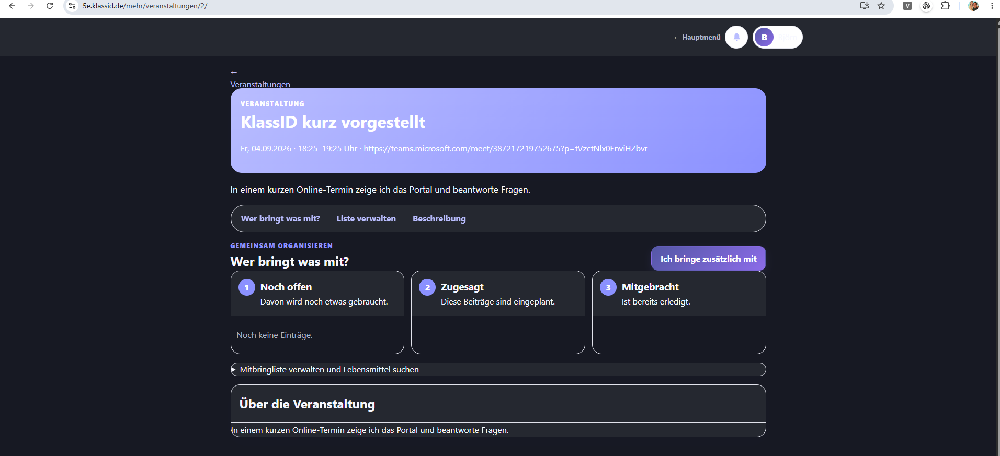 5e.klassid.de/mehr/veranstaltungen/2/
V
← Hauptmenü
B
←
Veranstaltungen
VERANSTALTUNG
KlassID kurz vorgestellt
Fr, 04.09.2026 · 18:25–19:25 Uhr · https://teams.microsoft.com/meet/387217219752675?p=tVzctNlx0EnviHZbvr
In einem kurzen Online-Termin zeige ich das Portal und beantworte Fragen.
Wer bringt was mit? Liste verwalten Beschreibung
GEMEINSAM ORGANISIEREN
Wer bringt was mit?
Ich bringe zusätzlich mit
1 Noch offen
Davon wird noch etwas gebraucht.
Noch keine Einträge.
2 Zugesagt
Diese Beiträge sind eingeplant.
3 Mitgebracht
Ist bereits erledigt.
Mitbringliste verwalten und Lebensmittel suchen
Über die Veranstaltung
In einem kurzen Online-Termin zeige ich das Portal und beantworte Fragen.